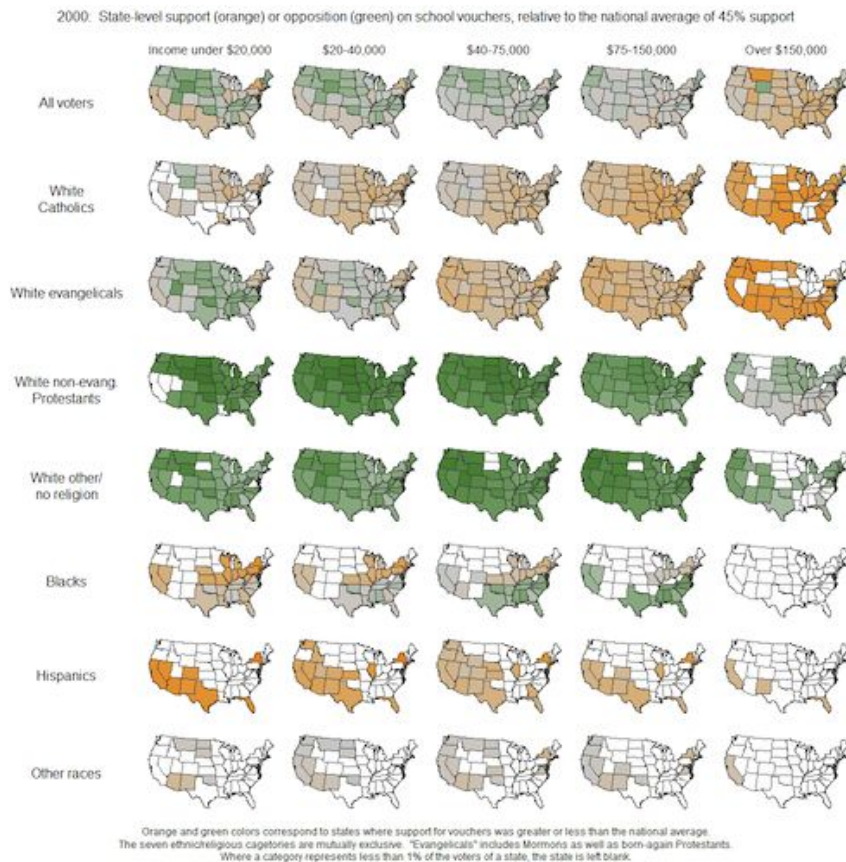 2000: State-level support (orange) or opposition (green) on school vouchers, relative to the national average of 45% support
Income under $20,000 $20-40,000 $40-75,000 $75-150,000 Over $150,000
All voters
White
Catholics
White evangelicals
White non-evang.
Protestants
White other/
no religion
Blacks
Hispanics
Other races
Orange and green colors correspond to states where support for vouchers was greater or less than the national average.
The seven ethnic/religious cagetories are mutually exclusive. "Evangelicals" includes Mormons as well as born-again Protestants.
Where a category represents less than 1% of the voters of a state, the state is left blank.